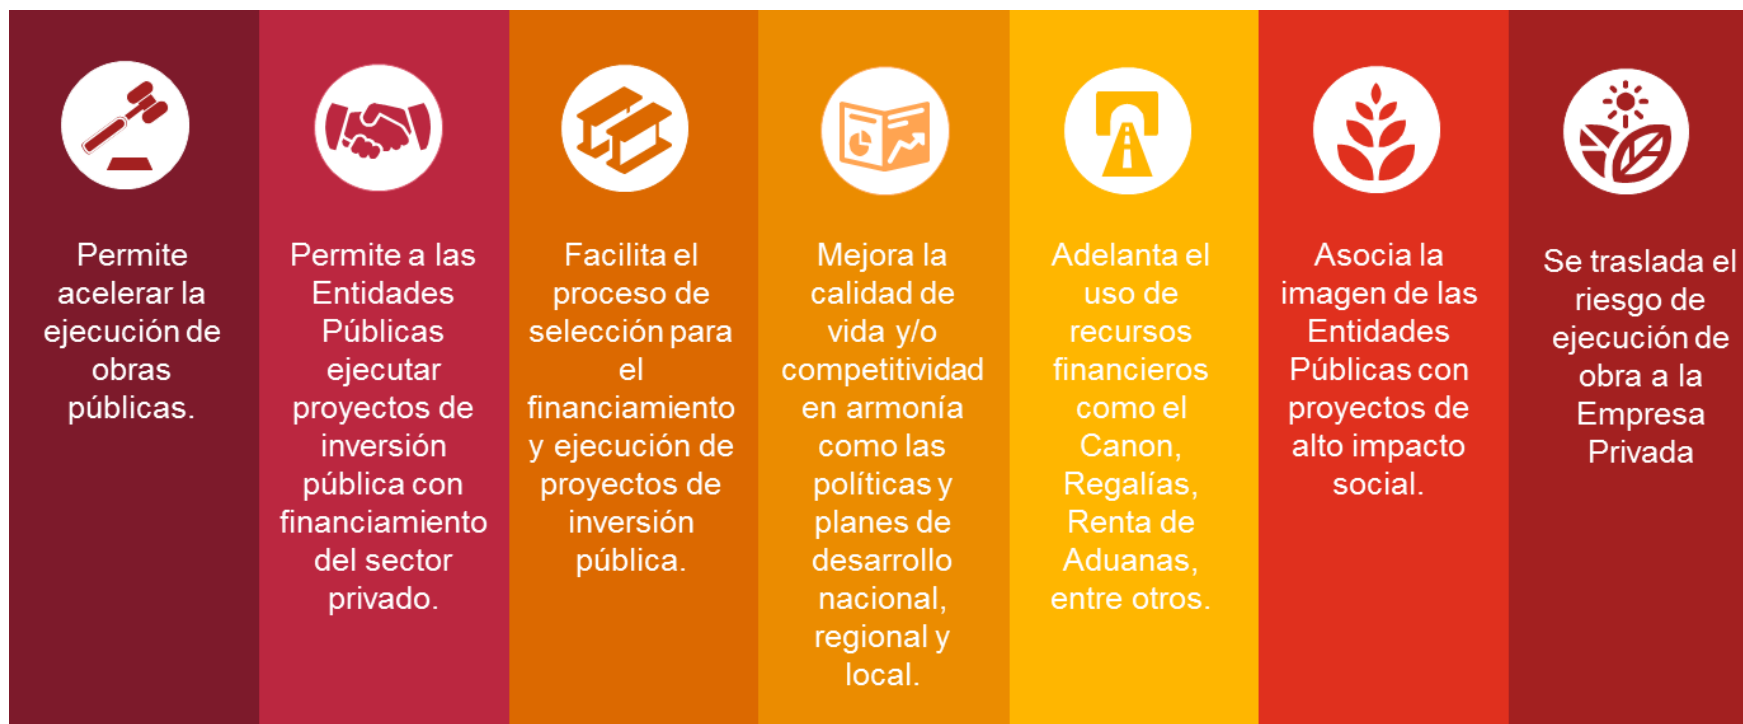 Permite
acelerar la
ejecución de
obras
públicas.
Permite a las
Entidades
Públicas
ejecutar
proyectos de
inversión
pública con
financiamiento
del sector
privado.
Facilita el
proceso de
selección para
el
financiamiento
y ejecución de
proyectos de
inversión
pública.
Mejora la
calidad de
vida y/o
competitividad
en armonía
como las
políticas y
planes de
desarrollo
nacional,
regional y
local.
Adelanta el
uso de
recursos
financieros
como el
Canon,
Regalías,
Renta de
Aduanas,
entre otros.
Asocia la
imagen de las
Entidades
Públicas con
proyectos de
alto impacto
social.
Se traslada el
riesgo de
ejecución de
obra a la
Empresa
Privada